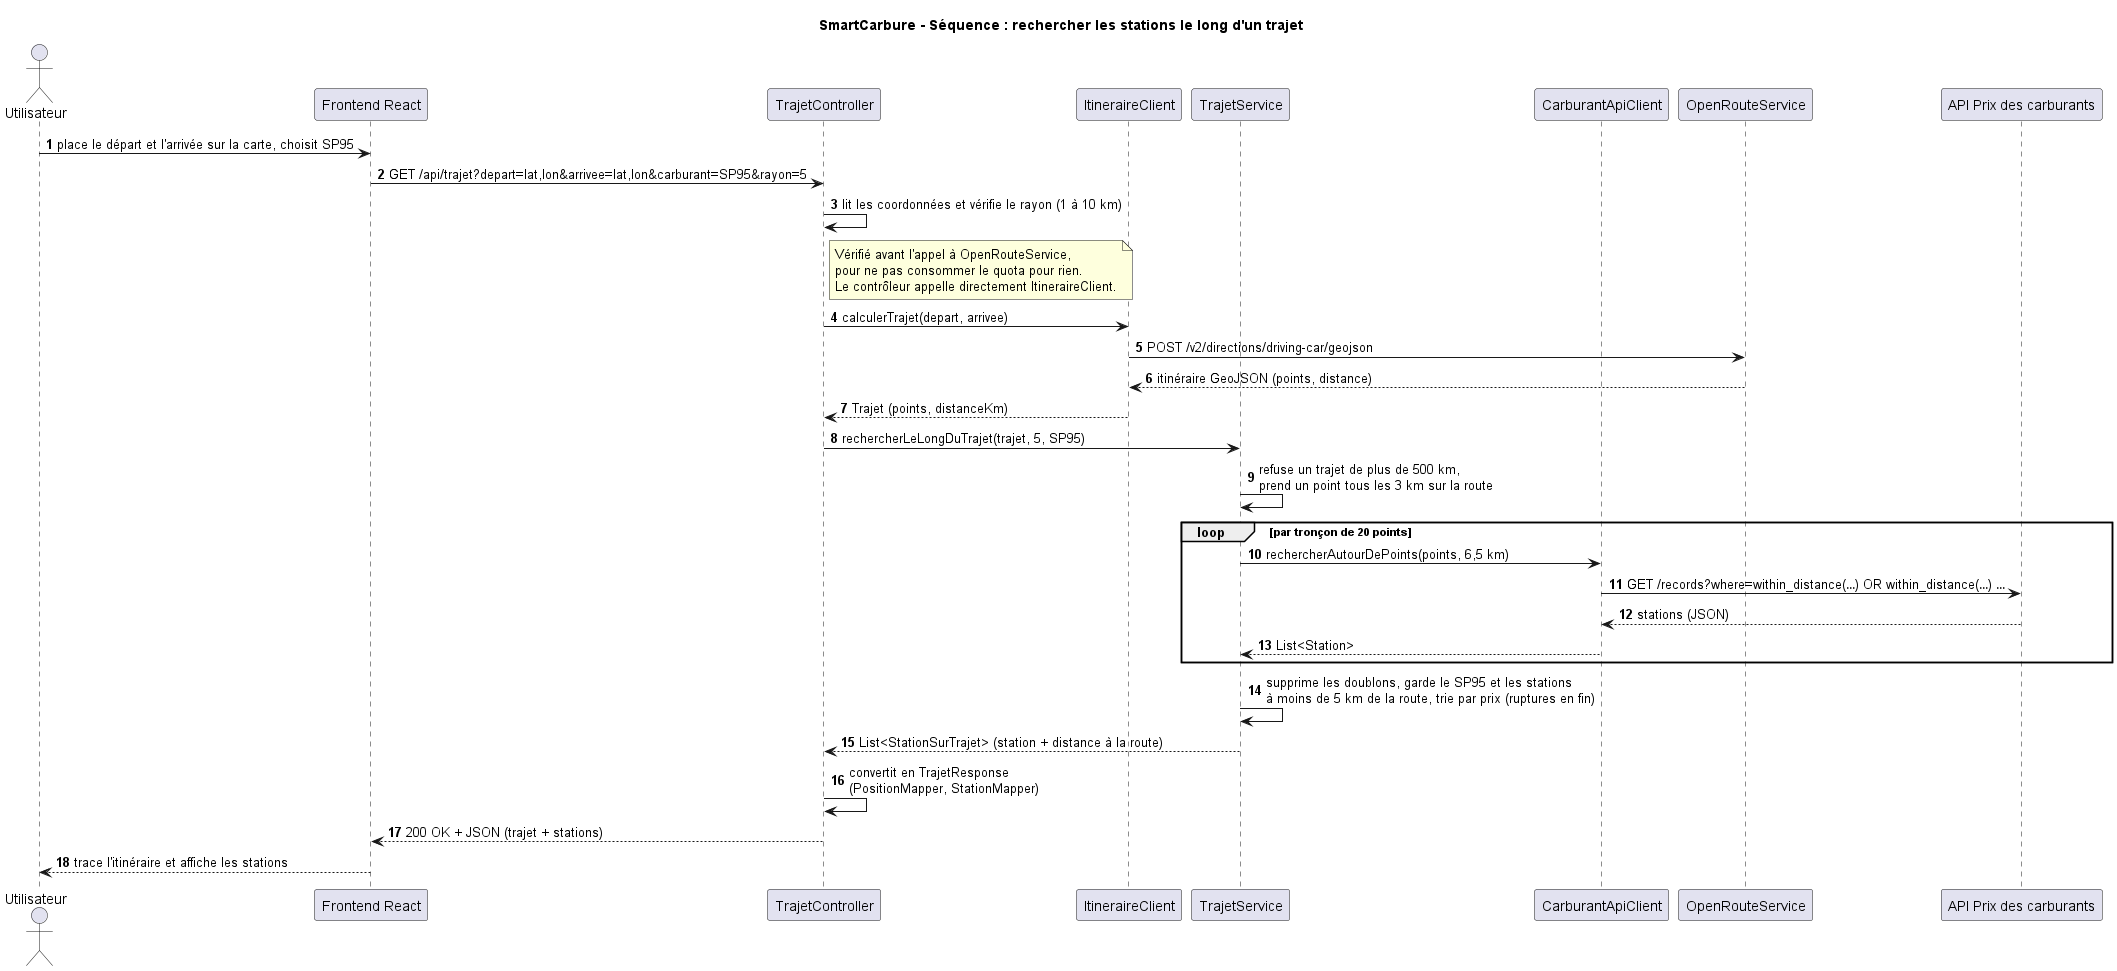 SmartCarbure - Séquence : rechercher les stations le long d'un trajet
Utilisateur
Frontend React
TrajetController
ItineraireClient
TrajetService
CarburantApiClient
OpenRouteService
API Prix des carburants
1 place le départ et l'arrivée sur la carte, choisit SP95
2 GET /api/trajet?depart=lat,lon&arrivee=lat,lon&carburant=SP95&rayon=5
3 lit les coordonnées et vérifie le rayon (1 à 10 km)
Vérifié avant l'appel à OpenRouteService,
pour ne pas consommer le quota pour rien.
Le contrôleur appelle directement ItineraireClient.
4 calculerTrajet(depart, arrivee)
5 POST /v2/directions/driving-car/geojson
6 itinéraire GeoJSON (points, distance)
7 Trajet (points, distanceKm)
8 rechercherLeLongDuTrajet(trajet, 5, SP95)
9 refuse un trajet de plus de 500 km,
prend un point tous les 3 km sur la route
loop [par tronçon de 20 points]
10 rechercherAutourDePoints(points, 6,5 km)
11 GET /records?where=within_distance(...) OR within_distance(...) ...
12 stations (JSON)
13 List<Station>
14 supprime les doublons, garde le SP95 et les stations
à moins de 5 km de la route, trie par prix (ruptures en fin)
15 List<StationSurTrajet> (station + distance à la route)
16 convertit en TrajetResponse
(PositionMapper, StationMapper)
17 200 OK + JSON (trajet + stations)
18 trace l'itinéraire et affiche les stations
Utilisateur
Frontend React
TrajetController
ItineraireClient
TrajetService
CarburantApiClient
OpenRouteService
API Prix des carburants